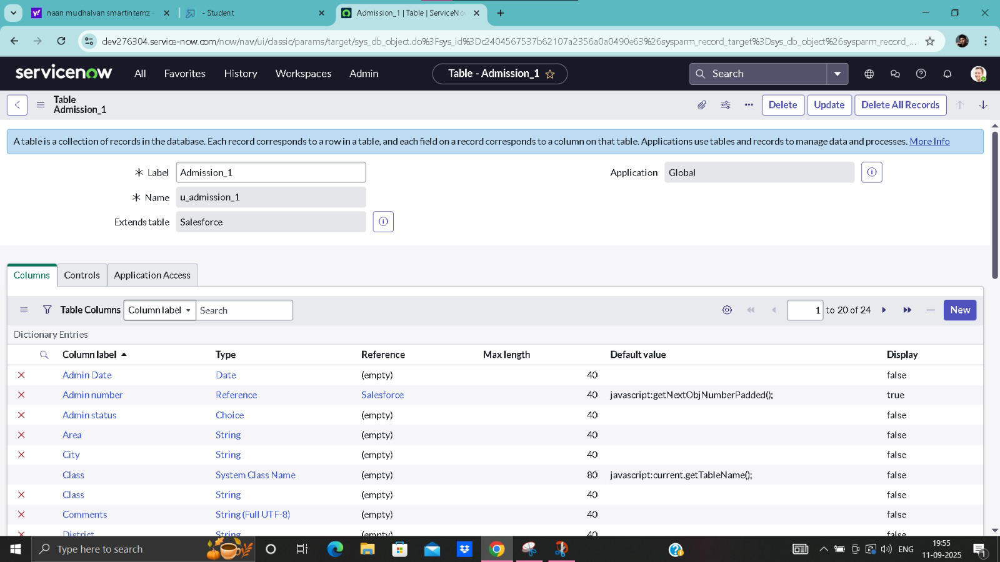 naan mudhalvan smartinternz -
- Student
Admission_1 | Table | ServiceNo
dev276304.service-now.com/now/nav/ui/classic/params/target/sys_db_object.do%3Fsys_id%3Dc2404567537b62107a2356a0a0490e63%26sysparm_record_target%3Dsys_db_object%26sysparm_record_...
servicenow
All Favorites History Workspaces Admin
Table - Admission_1
Search
Table
Admission_1
Delete Update Delete All Records
A table is a collection of records in the database. Each record corresponds to a row in a table, and each field on a record corresponds to a column on that table. Applications use tables and records to manage data and processes. More Info
* Label Admission_1 Application Global
* Name u_admission_1
Extends table Salesforce
Columns Controls Application Access
Table Columns Column label Search 1 to 20 of 24 New
Dictionary Entries
Column label Type Reference Max length Default value Display
Admin Date Date (empty) 40 false
Admin number Reference Salesforce 40 javascript:getNextObjNumberPadded(); true
Admin status Choice (empty) 40 false
Area String (empty) 40 false
City String (empty) 40 false
Class System Class Name (empty) 80 javascript:current.getTableName(); false
Class String (empty) 40 false
Comments String (Full UTF-8) (empty) 40 false
District String (empty) 40 false
Type here to search
ENG
19:55
11-09-2025
1